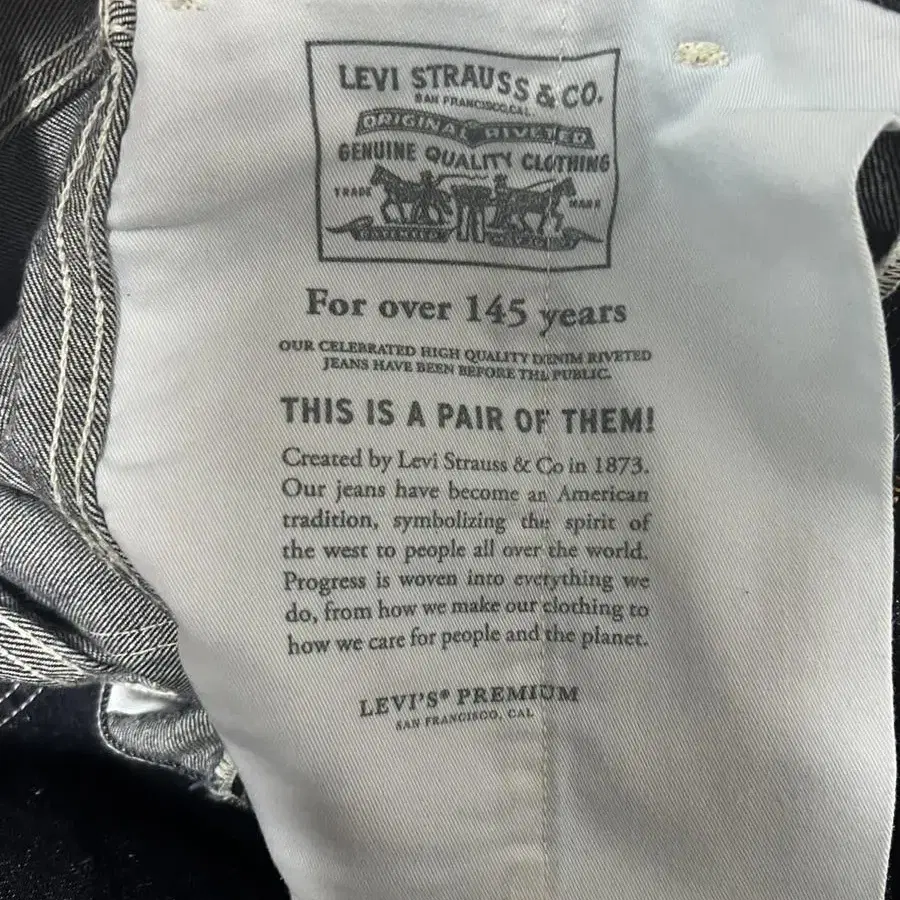 LEVI STRAUSS & CO.
SAN FRANCISCO, CAL.
ORIGINAL RIVETED
GENUINE QUALITY CLOTHING
TRADE MARK
For over 145 years
OUR CELEBRATED HIGH QUALITY DENIM RIVETED
JEANS HAVE BEEN BEFORE THE PUBLIC.
THIS IS A PAIR OF THEM!
Created by Levi Strauss & Co in 1873.
Our jeans have become an American
tradition, symbolizing the spirit of
the west to people all over the world.
Progress is woven into everything we
do, from how we make our clothing to
how we care for people and the planet.
LEVI'S® PREMIUM
SAN FRANCISCO, CAL